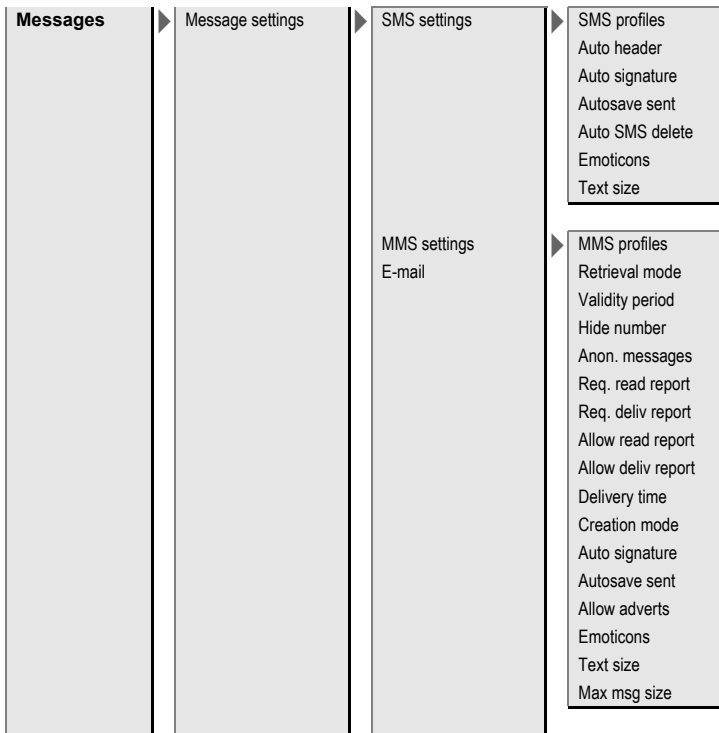 Messages
Message settings
SMS settings
SMS profiles
Auto header
Auto signature
Autosave sent
Auto SMS delete
Emoticons
Text size
MMS settings
E-mail
MMS profiles
Retrieval mode
Validity period
Hide number
Anon. messages
Req. read report
Req. deliv report
Allow read report
Allow deliv report
Delivery time
Creation mode
Auto signature
Autosave sent
Allow adverts
Emoticons
Text size
Max msg size